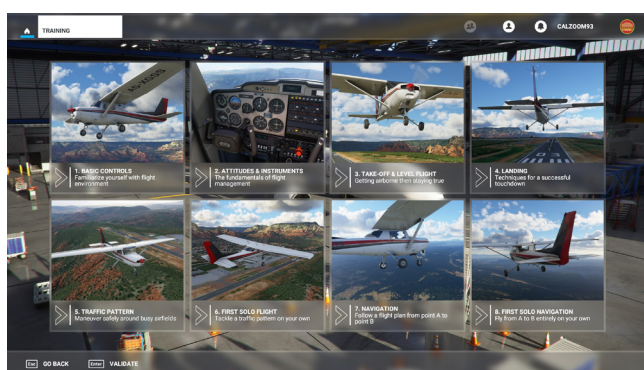 TRAINING
CALZOOM93
1. BASIC CONTROLS
Familiarize yourself with flight
environment
2. ATTITUDES & INSTRUMENTS
The fundamentals of flight
management
3. TAKE-OFF & LEVEL FLIGHT
Getting airborne then staying true
4. LANDING
Techniques for a successful
touchdown
5. TRAFFIC PATTERN
Maneuver safely around busy airfields
6. FIRST SOLO FLIGHT
Tackle a traffic pattern on your own
7. NAVIGATION
Follow a flight plan from point A to
point B
8. FIRST SOLO NAVIGATION
Fly from A to B entirely on your own
Esc GO BACK Enter VALIDATE